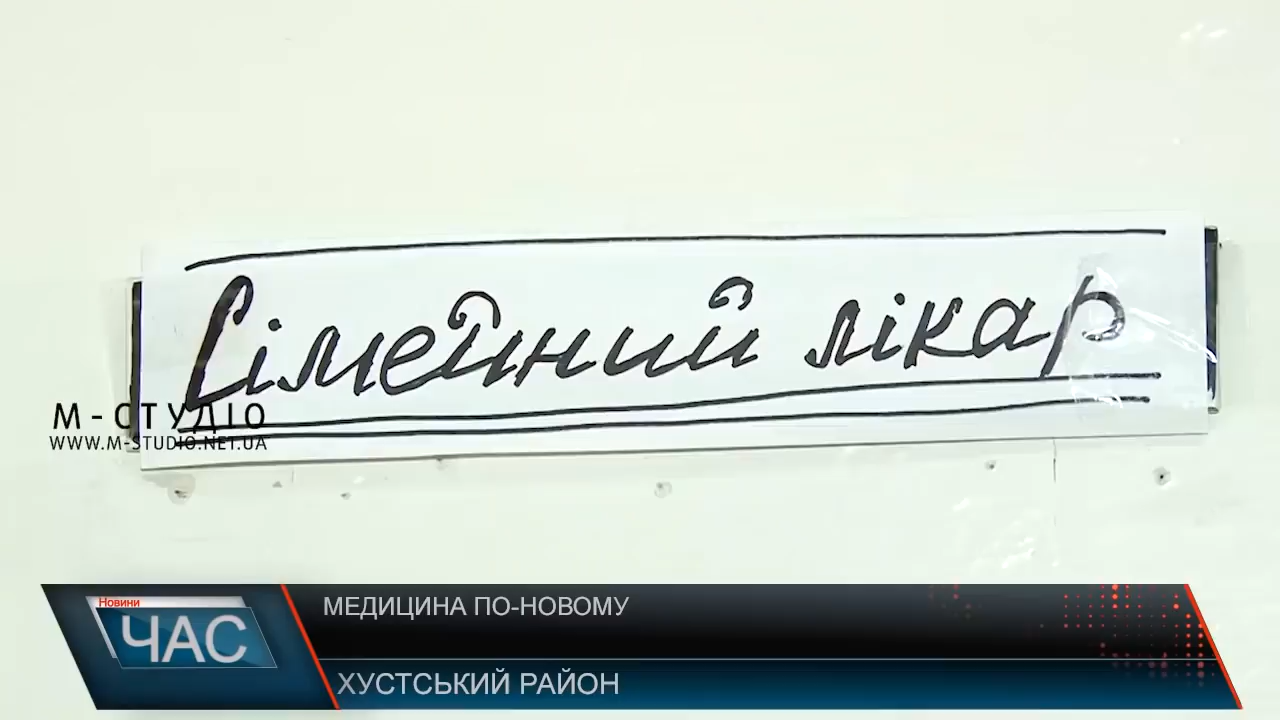 Сімейний лікар
М-СТУДІО
WWW.M-STUDIO.NET.UA
Новини
ЧАС
МЕДИЦИНА ПО-НОВОМУ
ХУСТСЬКИЙ РАЙОН